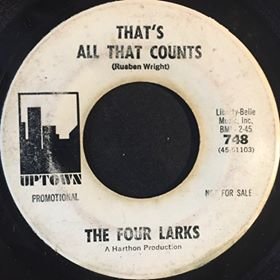 THAT'S
ALL THAT COUNTS
(Rueben Wright)
Liberty-Belle
Music, Inc.
BMI - 2:45
748
(45-51103)
UPTOWN
PROMOTIONAL
NOT FOR SALE
THE FOUR LARKS
A Harthon Production